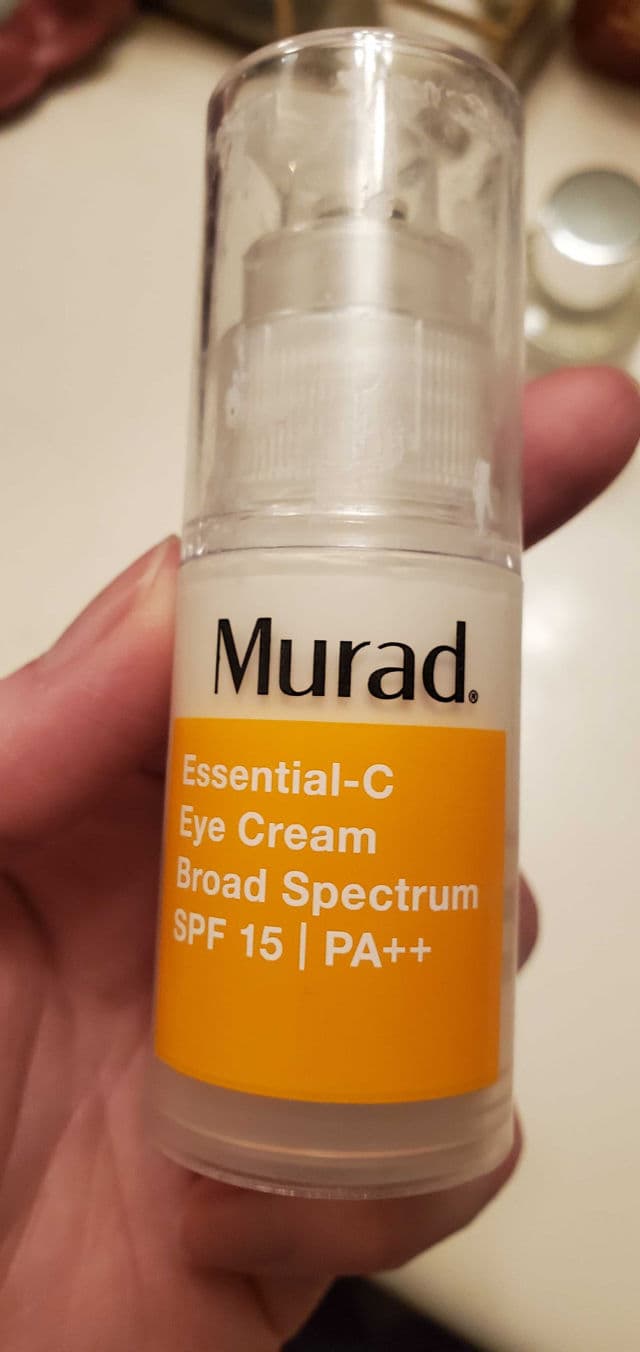 Murad.®
Essential-C
Eye Cream
Broad Spectrum
SPF 15 | PA++